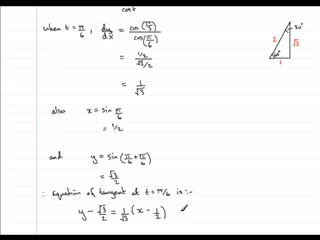 cos t
when t = π/6, dy/dx = cos(π/3) / cos(π/6)
= 1/2 / √3/2
= 1/√3
also x = sin π/6
= 1/2
and y = sin(π/6 + π/6)
= √3/2
∴ Equation of tangent at t = π/6 is :-
y - √3/2 = 1/√3 (x - 1/2)
30°
2
√3
60°
1